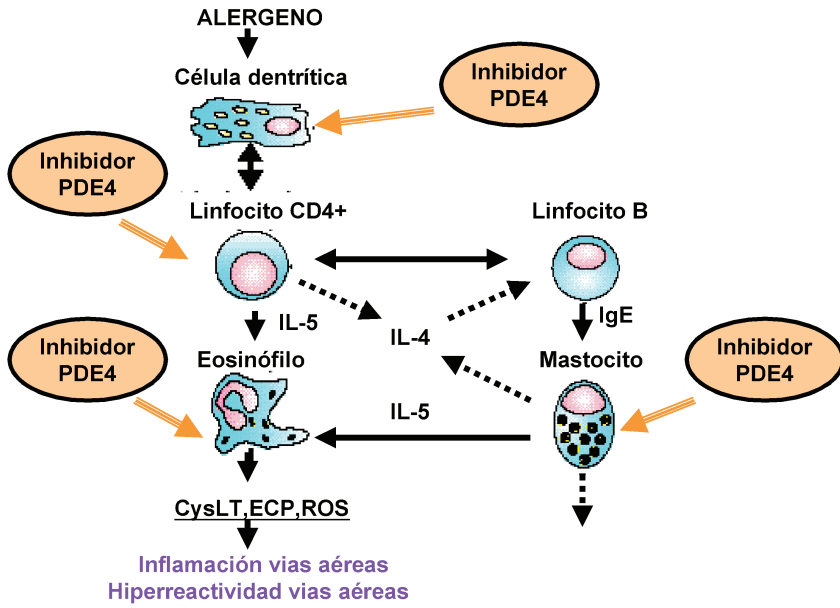 ALERGENO
Célula dentrítica
Inhibidor
PDE4
Inhibidor
PDE4
Linfocito CD4+
Linfocito B
IL-5
IL-4
IgE
Inhibidor
PDE4
Eosinófilo
Mastocito
Inhibidor
PDE4
IL-5
CysLT,ECP,ROS
Inflamación vias aéreas
Hiperreactividad vias aéreas